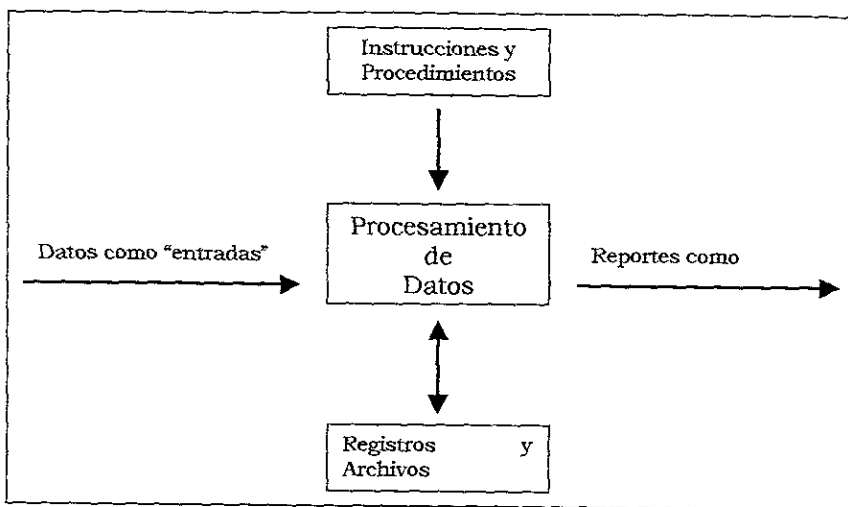 Instrucciones y
Procedimientos
Procesamiento
de
Datos
Datos como "entradas"
Reportes como
Registros y
Archivos